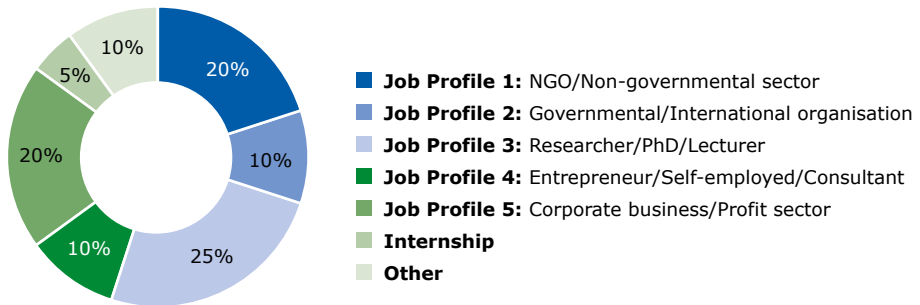 10%
20%
5%
20%
10%
10%
25%
Job Profile 1: NGO/Non-governmental sector
Job Profile 2: Governmental/International organisation
Job Profile 3: Researcher/PhD/Lecturer
Job Profile 4: Entrepreneur/Self-employed/Consultant
Job Profile 5: Corporate business/Profit sector
Internship
Other